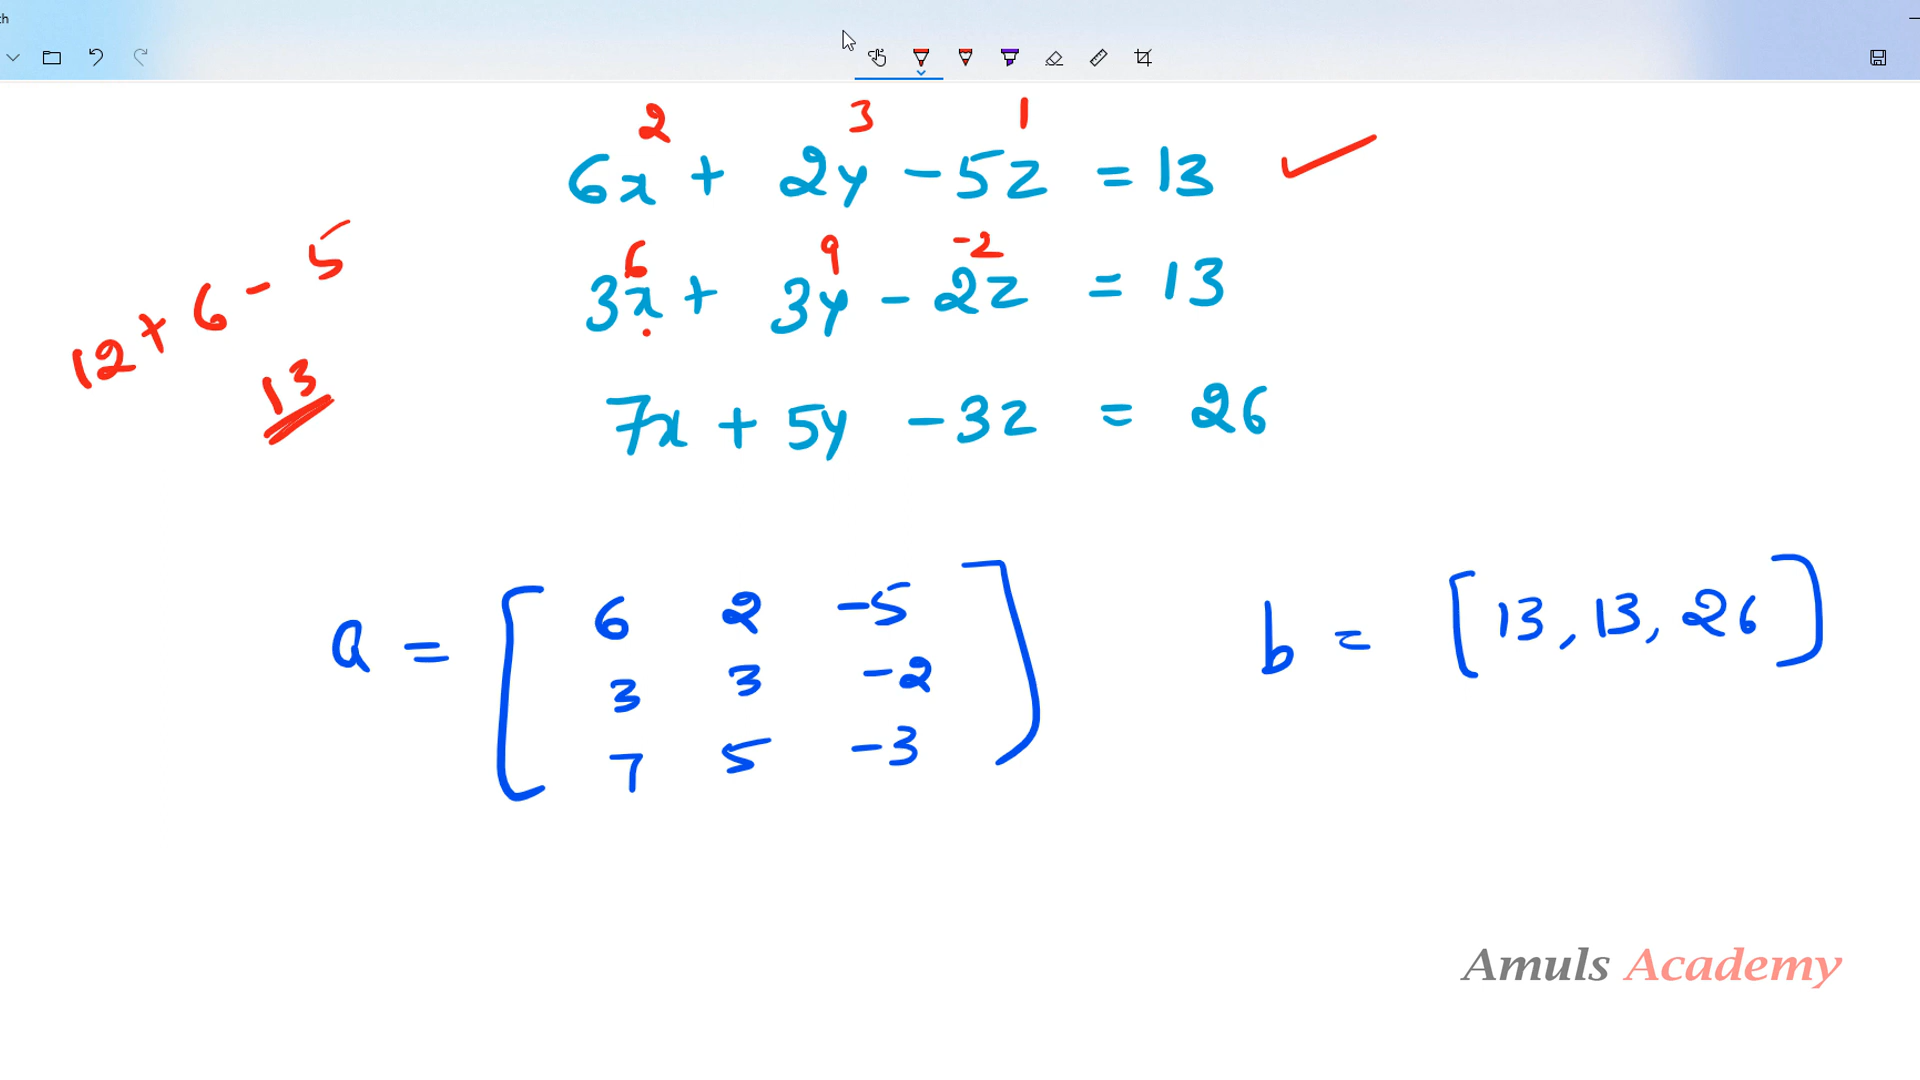 th
2 3 1
6x + 2y - 5z = 13 ✓
6 9 -2
3x + 3y - 2z = 13
12 + 6 - 5
13
7x + 5y - 3z = 26
a = [ 6 2 -5
3 3 -2
7 5 -3 ]
b = [13, 13, 26]
Amuls Academy